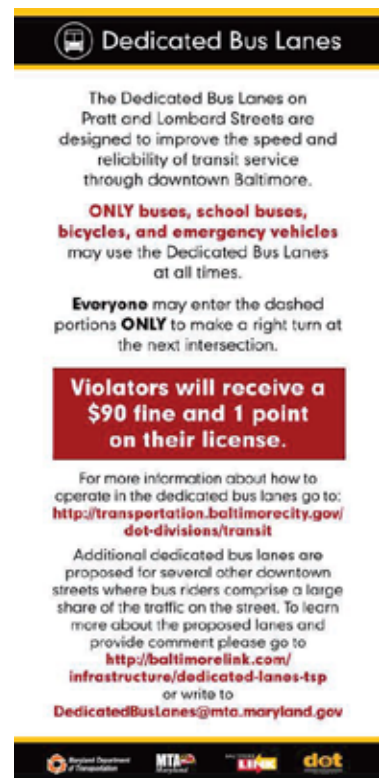 Dedicated Bus Lanes
The Dedicated Bus Lanes on
Pratt and Lombard Streets are
designed to improve the speed and
reliability of transit service
through downtown Baltimore.
ONLY buses, school buses,
bicycles, and emergency vehicles
may use the Dedicated Bus Lanes
at all times.
Everyone may enter the dashed
portions ONLY to make a right turn at
the next intersection.
Violators will receive a
$90 fine and 1 point
on their license.
For more information about how to
operate in the dedicated bus lanes go to:
http://transportation.baltimorecity.gov/
dot-divisions/transit
Additional dedicated bus lanes are
proposed for several other downtown
streets where bus riders comprise a large
share of the traffic on the street. To learn
more about the proposed lanes and
provide comment please go to
http://baltimorelink.com/
infrastructure/dedicated-lanes-tsp
or write to
DedicatedBusLanes@mta.maryland.gov
Maryland Department
of Transportation
MTA
Maryland
LINK
dot